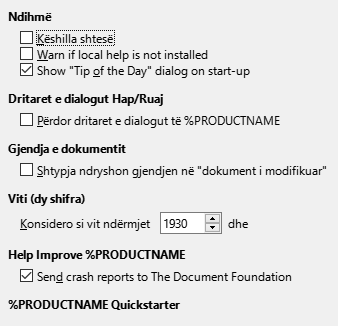 Ndihmë
Këshilla shtesë
Warn if local help is not installed
Show "Tip of the Day" dialog on start-up
Dritaret e dialogut Hap/Ruaj
Përdor dritaret e dialogut të %PRODUCTNAME
Gjendja e dokumentit
Shtypja ndryshon gjendjen në "dokument i modifikuar"
Viti (dy shifra)
Konsidero si vit ndërmjet 1930 dhe
Help Improve %PRODUCTNAME
Send crash reports to The Document Foundation
%PRODUCTNAME Quickstarter